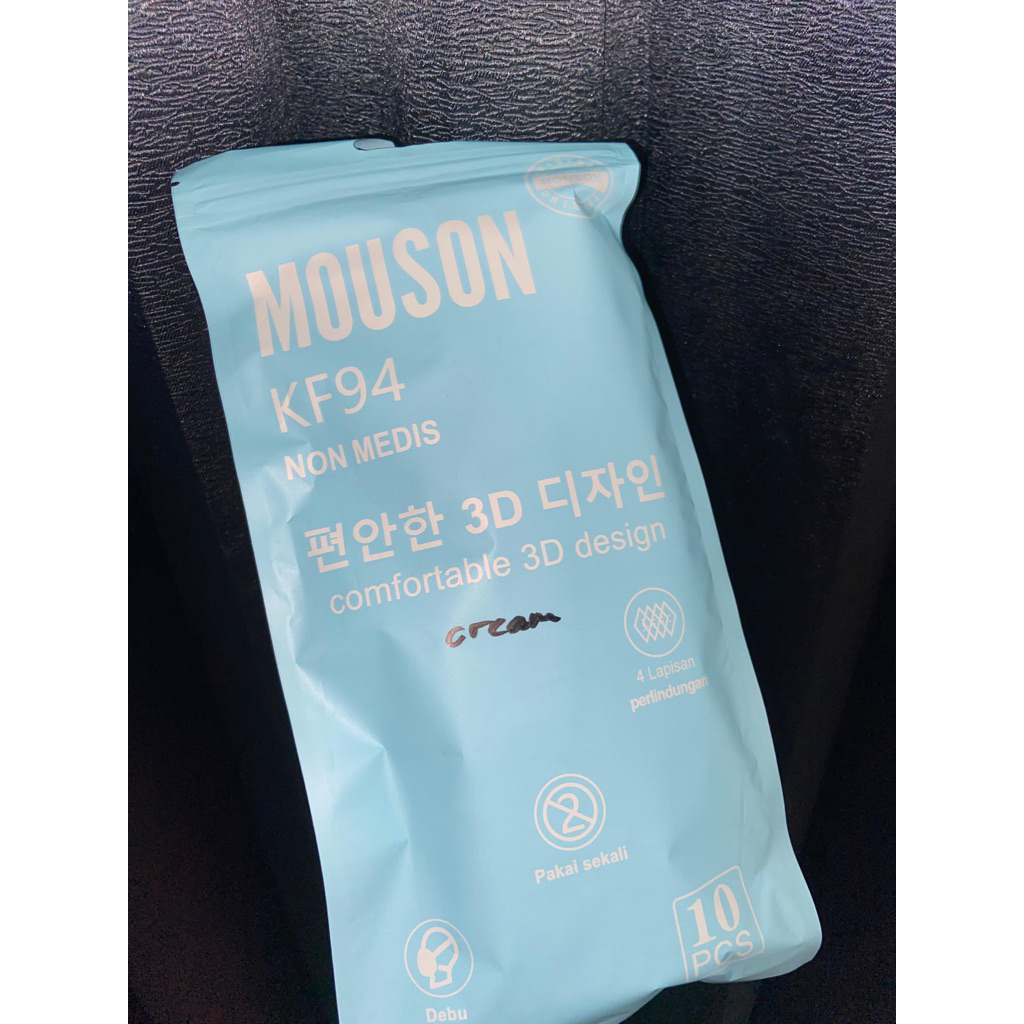 MOUSON
KF94
NON MEDIS
편안한 3D 디자인
comfortable 3D design
cream
4 Lapisan
perlindungan
2
Pakai sekali
10
PCS
Debu